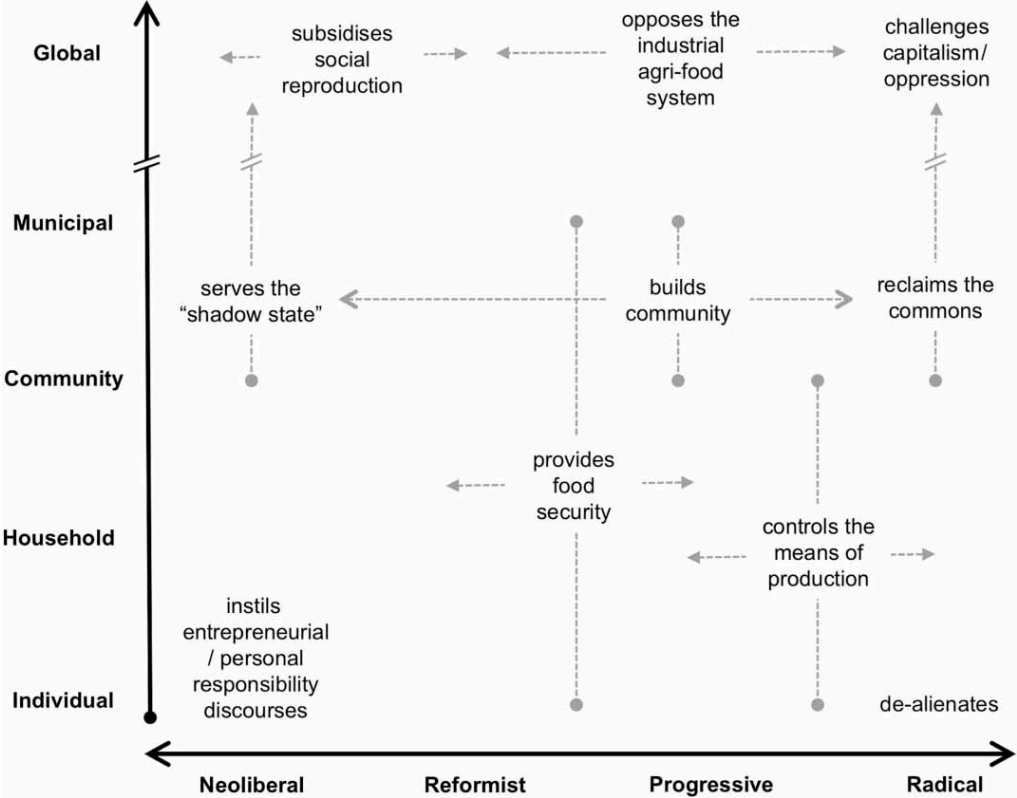 Global
subsidises
social
reproduction
opposes the
industrial
agri-food
system
challenges
capitalism/
oppression
Municipal
serves the
“shadow state”
builds
community
reclaims the
commons
Community
provides
food
security
Household
controls the
means of
production
instils
entrepreneurial
/ personal
responsibility
discourses
Individual
de-alienates
Neoliberal
Reformist
Progressive
Radical